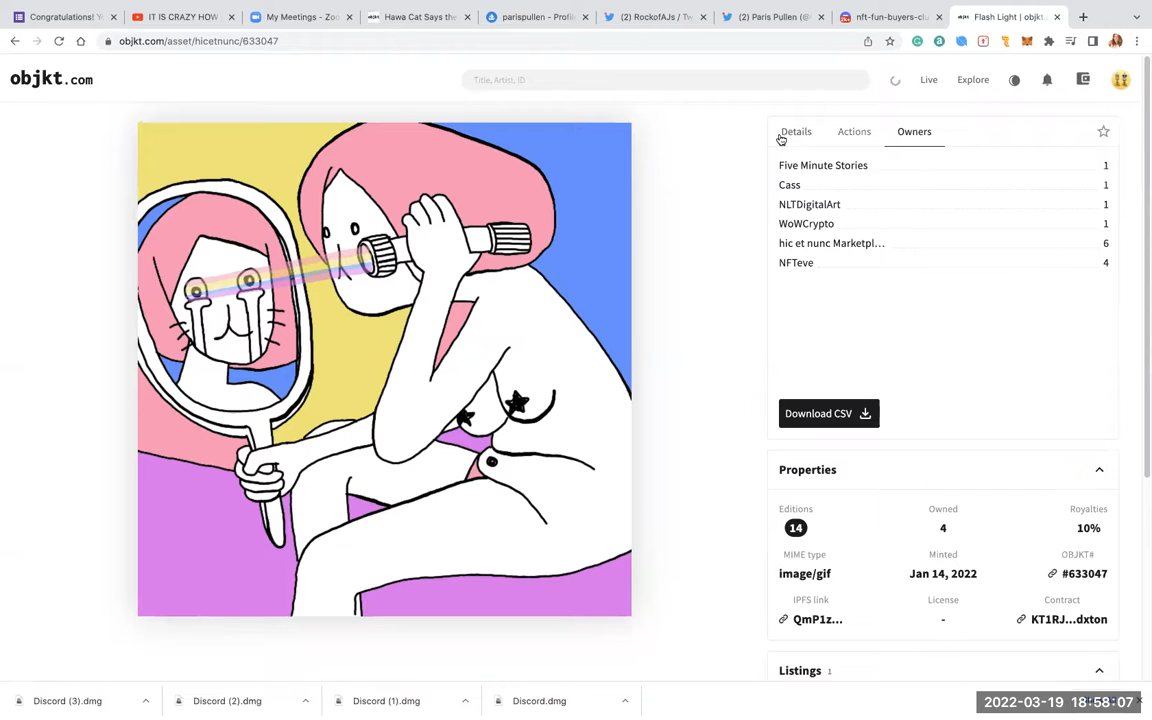 Congratulations! Y
IT IS CRAZY HOW
My Meetings - Zoo
Hawa Cat Says the
parispullen - Profil
(2) RockofAJs / Tw
(2) Paris Pullen (@
nft-fun-buyers-clu
Flash Light | objkt.
objkt.com/asset/hicetnunc/633047
objkt.com
Title, Artist, ID
Live
Explore
Details
Actions
Owners
Five Minute Stories 1
Cass 1
NLTDigitalArt 1
WoWCrypto 1
hic et nunc Marketpl... 6
NFTeve 4
Download CSV
Properties
Editions
Owned
Royalties
14
4
10%
MIME type
Minted
OBJKT#
image/gif
Jan 14, 2022
#633047
IPFS link
License
Contract
QmP1z...
-
KT1RJ...dxton
Listings 1
Discord (3).dmg
Discord (2).dmg
Discord (1).dmg
Discord.dmg
2022-03-19 18:58:07